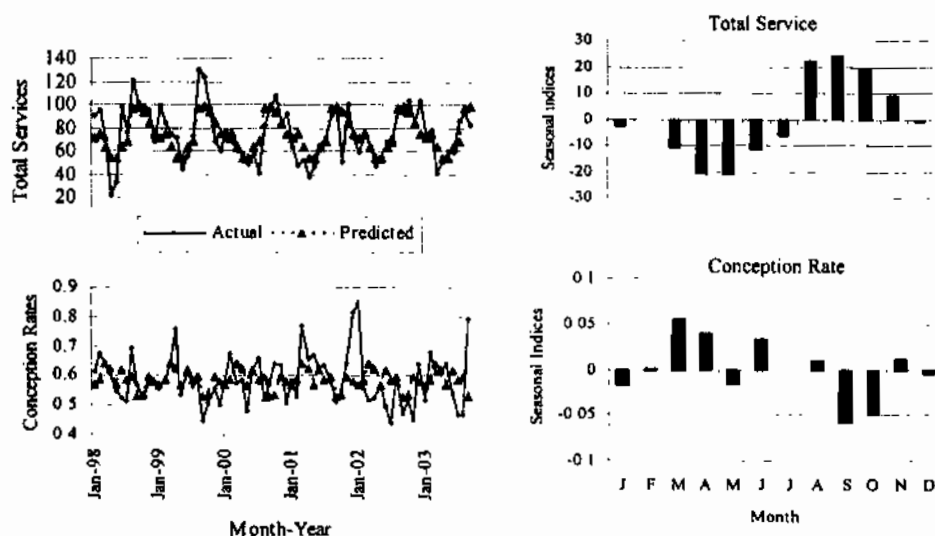 Total Services
140
120
100
80
60
40
20
Actual
Predicted
Conception Rates
0.9
0.8
0.7
0.6
0.5
0 4
Jan-98
Jan-99
Jan-00
Jan-01
Jan-02
Jan-03
Month-Year
Total Service
Seasonal Indices
30
20
10
0
-10
-20
-30
Conception Rate
Seasonal Indices
0 1
0 05
0
-0.05
-0 1
J F M A M J J A S O N D
Month